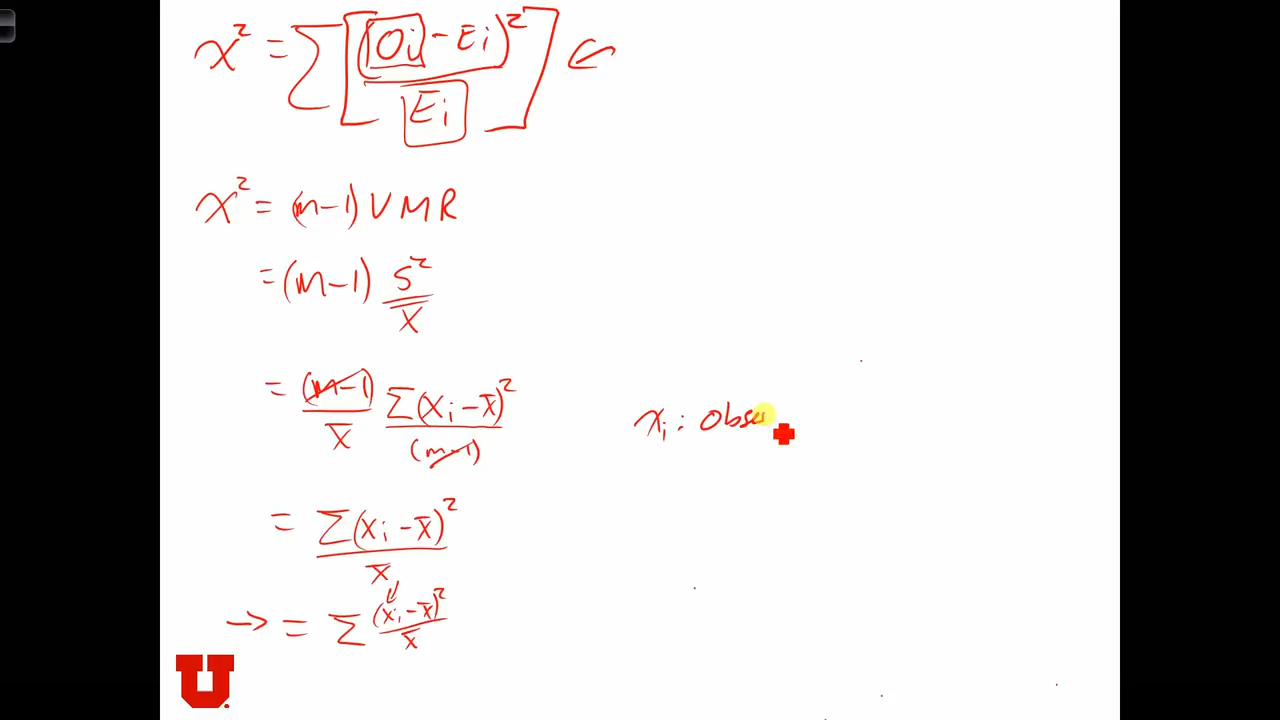 χ² = Σ[(Oi - Ei)² / Ei] ←
χ² = (m-1) VMR
= (m-1) S² / x̄
= (m-1) / x̄ Σ(xi - x̄)² / (m-1)
xi : Obse
= Σ(xi - x̄)² / x̄
→ = Σ (xi - x̄)² / x̄
U